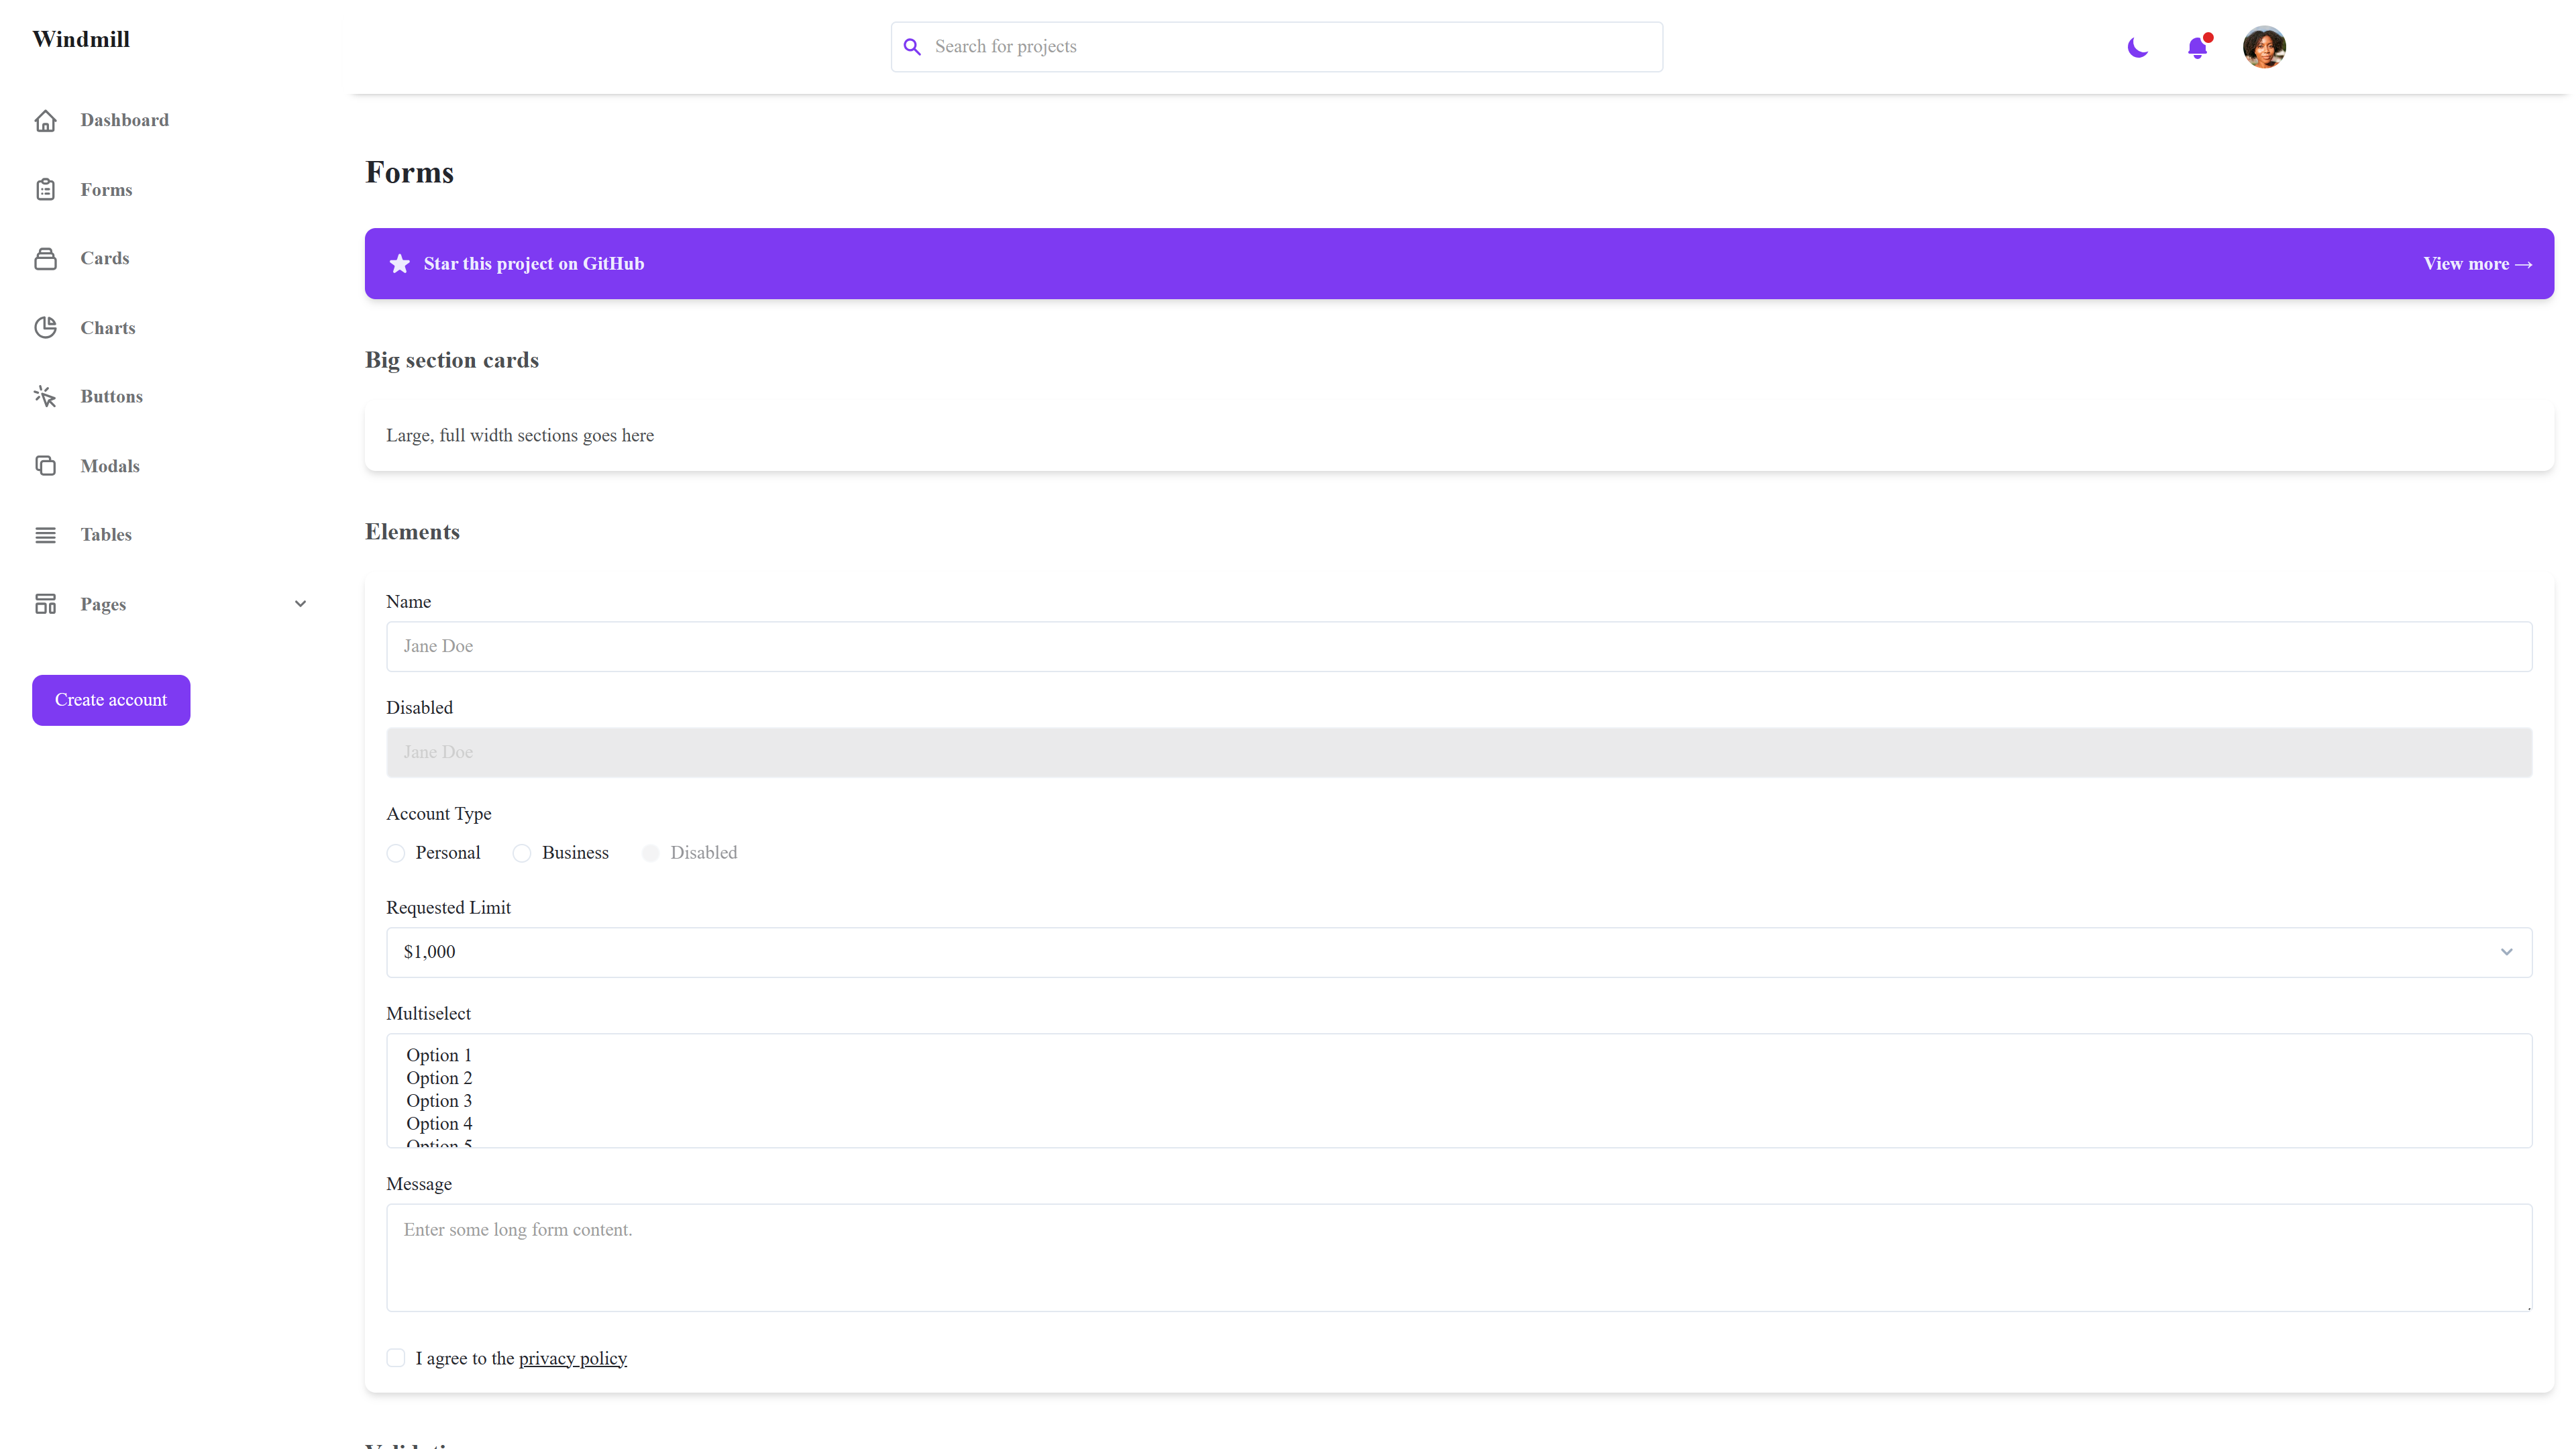 Windmill
Search for projects
Dashboard
Forms
Cards
Charts
Buttons
Modals
Tables
Pages
Create account
Forms
Star this project on GitHub
View more →
Big section cards
Large, full width sections goes here
Elements
Name
Jane Doe
Disabled
Jane Doe
Account Type
Personal
Business
Disabled
Requested Limit
$1,000
Multiselect
Option 1
Option 2
Option 3
Option 4
Option 5
Message
Enter some long form content.
I agree to the privacy policy